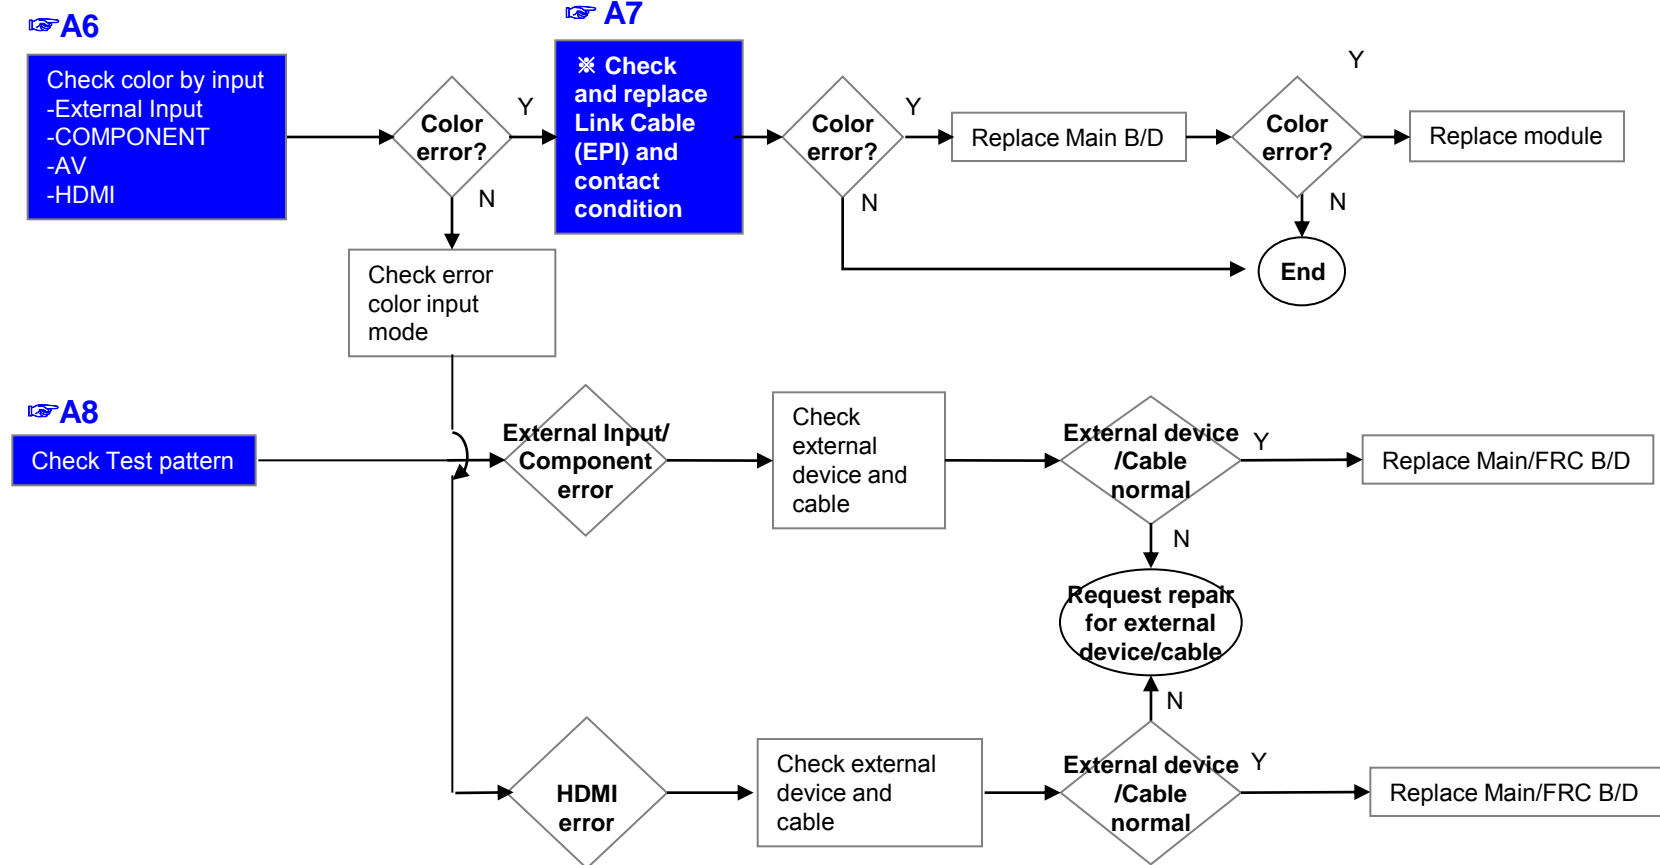 ☞A6
☞ A7
Check color by input
-External Input
-COMPONENT
-AV
-HDMI
Color
error?
Y
N
※ Check
and replace
Link Cable
(EPI) and
contact
condition
Color
error?
Y
N
Replace Main B/D
Color
error?
Y
N
Replace module
End
Check error
color input
mode
☞A8
Check Test pattern
External Input/
Component
error
Check
external
device and
cable
External device
/Cable
normal
Y
N
Replace Main/FRC B/D
Request repair
for external
device/cable
HDMI
error
Check external
device and
cable
N
External device
/Cable
normal
Y
Replace Main/FRC B/D